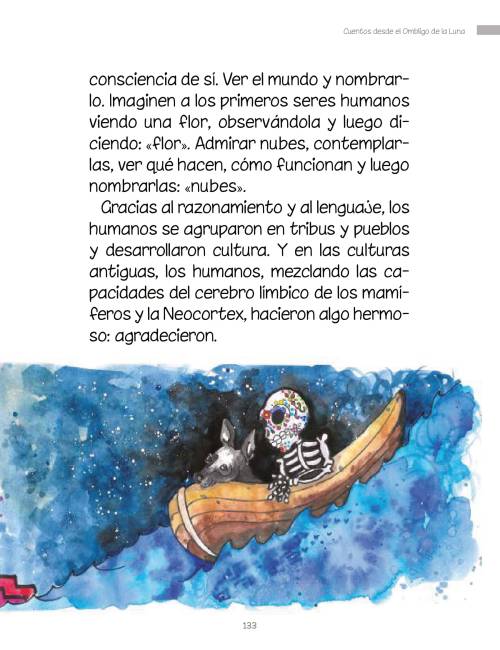 Cuentos desde el Ombligo de la Luna
consciencia de sí. Ver el mundo y nombrar-
lo. Imaginen a los primeros seres humanos
viendo una flor, observándola y luego di-
ciendo: «flor». Admirar nubes, contemplar-
las, ver qué hacen, cómo funcionan y luego
nombrarlas: «nubes».
Gracias al razonamiento y al lenguaje, los
humanos se agruparon en tribus y pueblos
y desarrollaron cultura. Y en las culturas
antiguas, los humanos, mezclando las ca-
pacidades del cerebro límbico de los mamí-
feros y la Neocortex, hicieron algo hermo-
so: agradecieron.
133